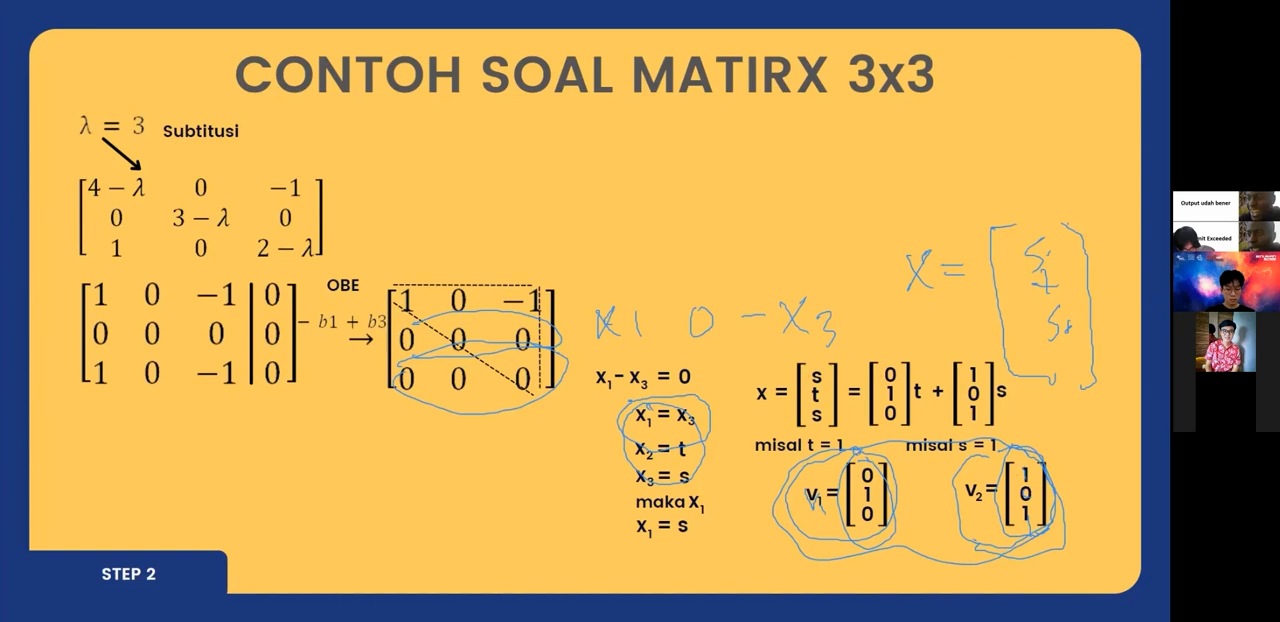 CONTOH SOAL MATIRX 3x3
λ = 3 Subtitusi
[4 − λ 0 −1]
[0 3 − λ 0]
[1 0 2 − λ]
[1 0 −1 | 0]
[0 0 0 | 0]
[1 0 −1 | 0]
OBE
− b1 + b3
→
[1 0 −1]
[0 0 0]
[0 0 0]
x1 0 − x3
x₁- x₃ = 0
x₁ = x₃
x₂ = t
x₃ = s
maka x₁
x₁ = s
x =
s
t
s
x = [s t s] = [0 1 0] t + [1 0 1] s
misal t = 1 misal s = 1
v₁= [0 1 0] v₂= [1 0 1]
STEP 2
Output udah bener
Exceeded